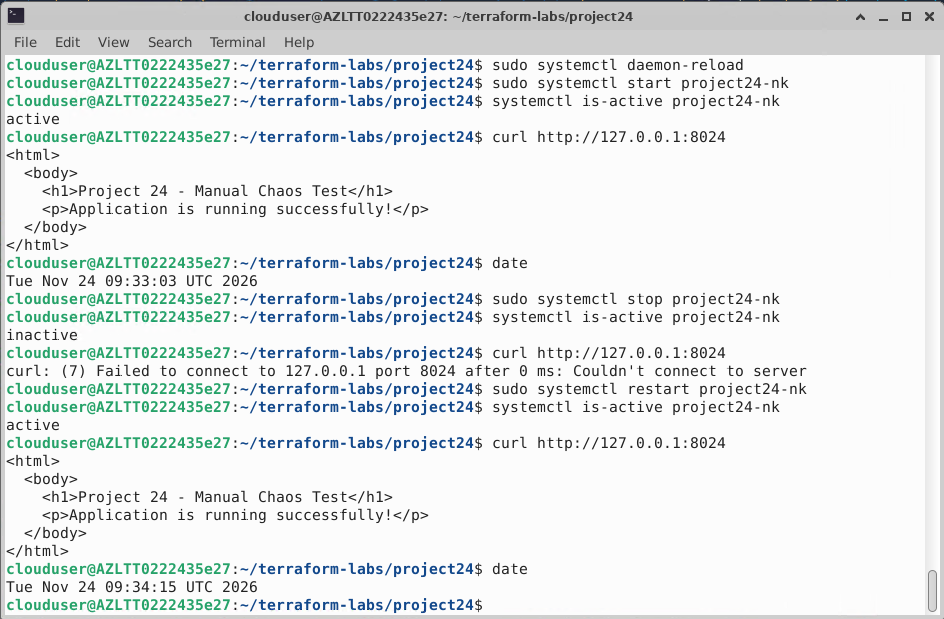 clouduser@AZLTT0222435e27: ~/terraform-labs/project24
File Edit View Search Terminal Help
clouduser@AZLTT0222435e27:~/terraform-labs/project24$ sudo systemctl daemon-reload
clouduser@AZLTT0222435e27:~/terraform-labs/project24$ sudo systemctl start project24-nk
clouduser@AZLTT0222435e27:~/terraform-labs/project24$ systemctl is-active project24-nk
active
clouduser@AZLTT0222435e27:~/terraform-labs/project24$ curl http://127.0.0.1:8024
<html>
  <body>
    <h1>Project 24 - Manual Chaos Test</h1>
    <p>Application is running successfully!</p>
  </body>
</html>
clouduser@AZLTT0222435e27:~/terraform-labs/project24$ date
Tue Nov 24 09:33:03 UTC 2026
clouduser@AZLTT0222435e27:~/terraform-labs/project24$ sudo systemctl stop project24-nk
clouduser@AZLTT0222435e27:~/terraform-labs/project24$ systemctl is-active project24-nk
inactive
clouduser@AZLTT0222435e27:~/terraform-labs/project24$ curl http://127.0.0.1:8024
curl: (7) Failed to connect to 127.0.0.1 port 8024 after 0 ms: Couldn't connect to server
clouduser@AZLTT0222435e27:~/terraform-labs/project24$ sudo systemctl restart project24-nk
clouduser@AZLTT0222435e27:~/terraform-labs/project24$ systemctl is-active project24-nk
active
clouduser@AZLTT0222435e27:~/terraform-labs/project24$ curl http://127.0.0.1:8024
<html>
  <body>
    <h1>Project 24 - Manual Chaos Test</h1>
    <p>Application is running successfully!</p>
  </body>
</html>
clouduser@AZLTT0222435e27:~/terraform-labs/project24$ date
Tue Nov 24 09:34:15 UTC 2026
clouduser@AZLTT0222435e27:~/terraform-labs/project24$